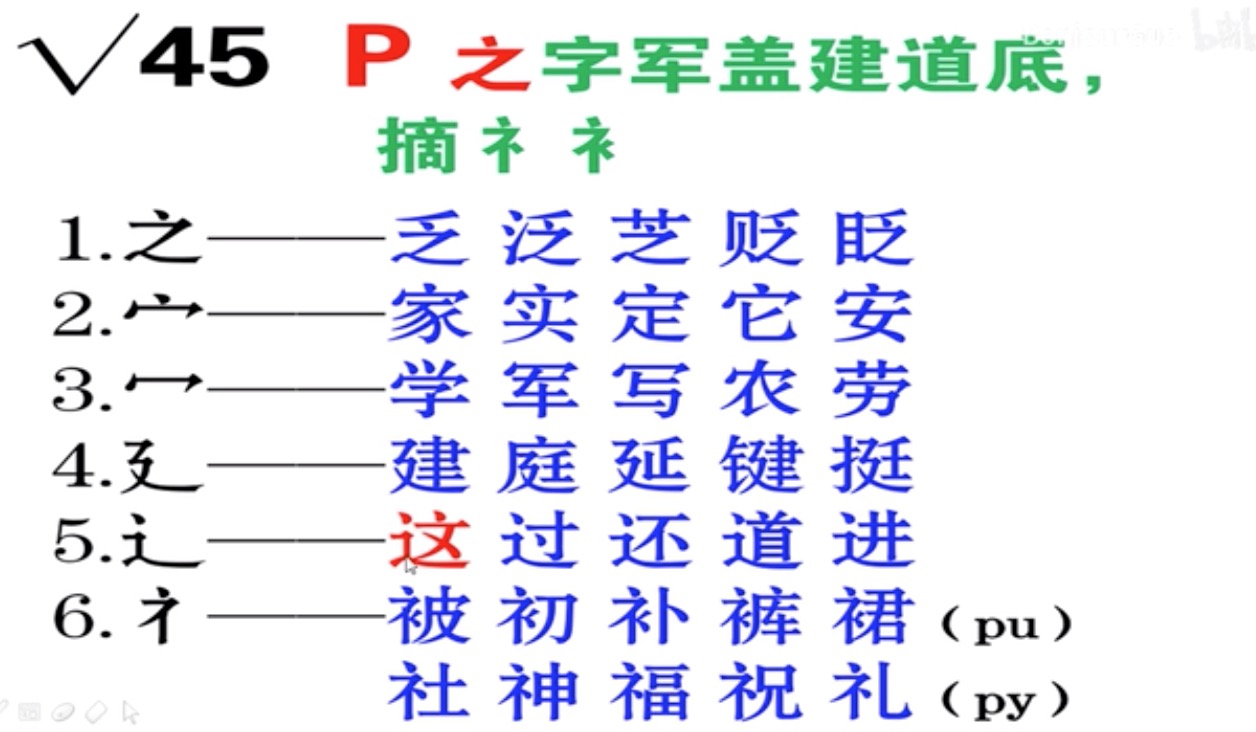 √45 P 之字军盖建道底，
摘礻衤
1.之——乏 泛 芝 贬 眨
2.宀——家 实 定 它 安
3.冖——学 军 写 农 劳
4.廴——建 庭 延 键 挺
5.辶——这 过 还 道 进
6.礻——被 初 补 裤 裙（pu）
社 神 福 祝 礼（py）